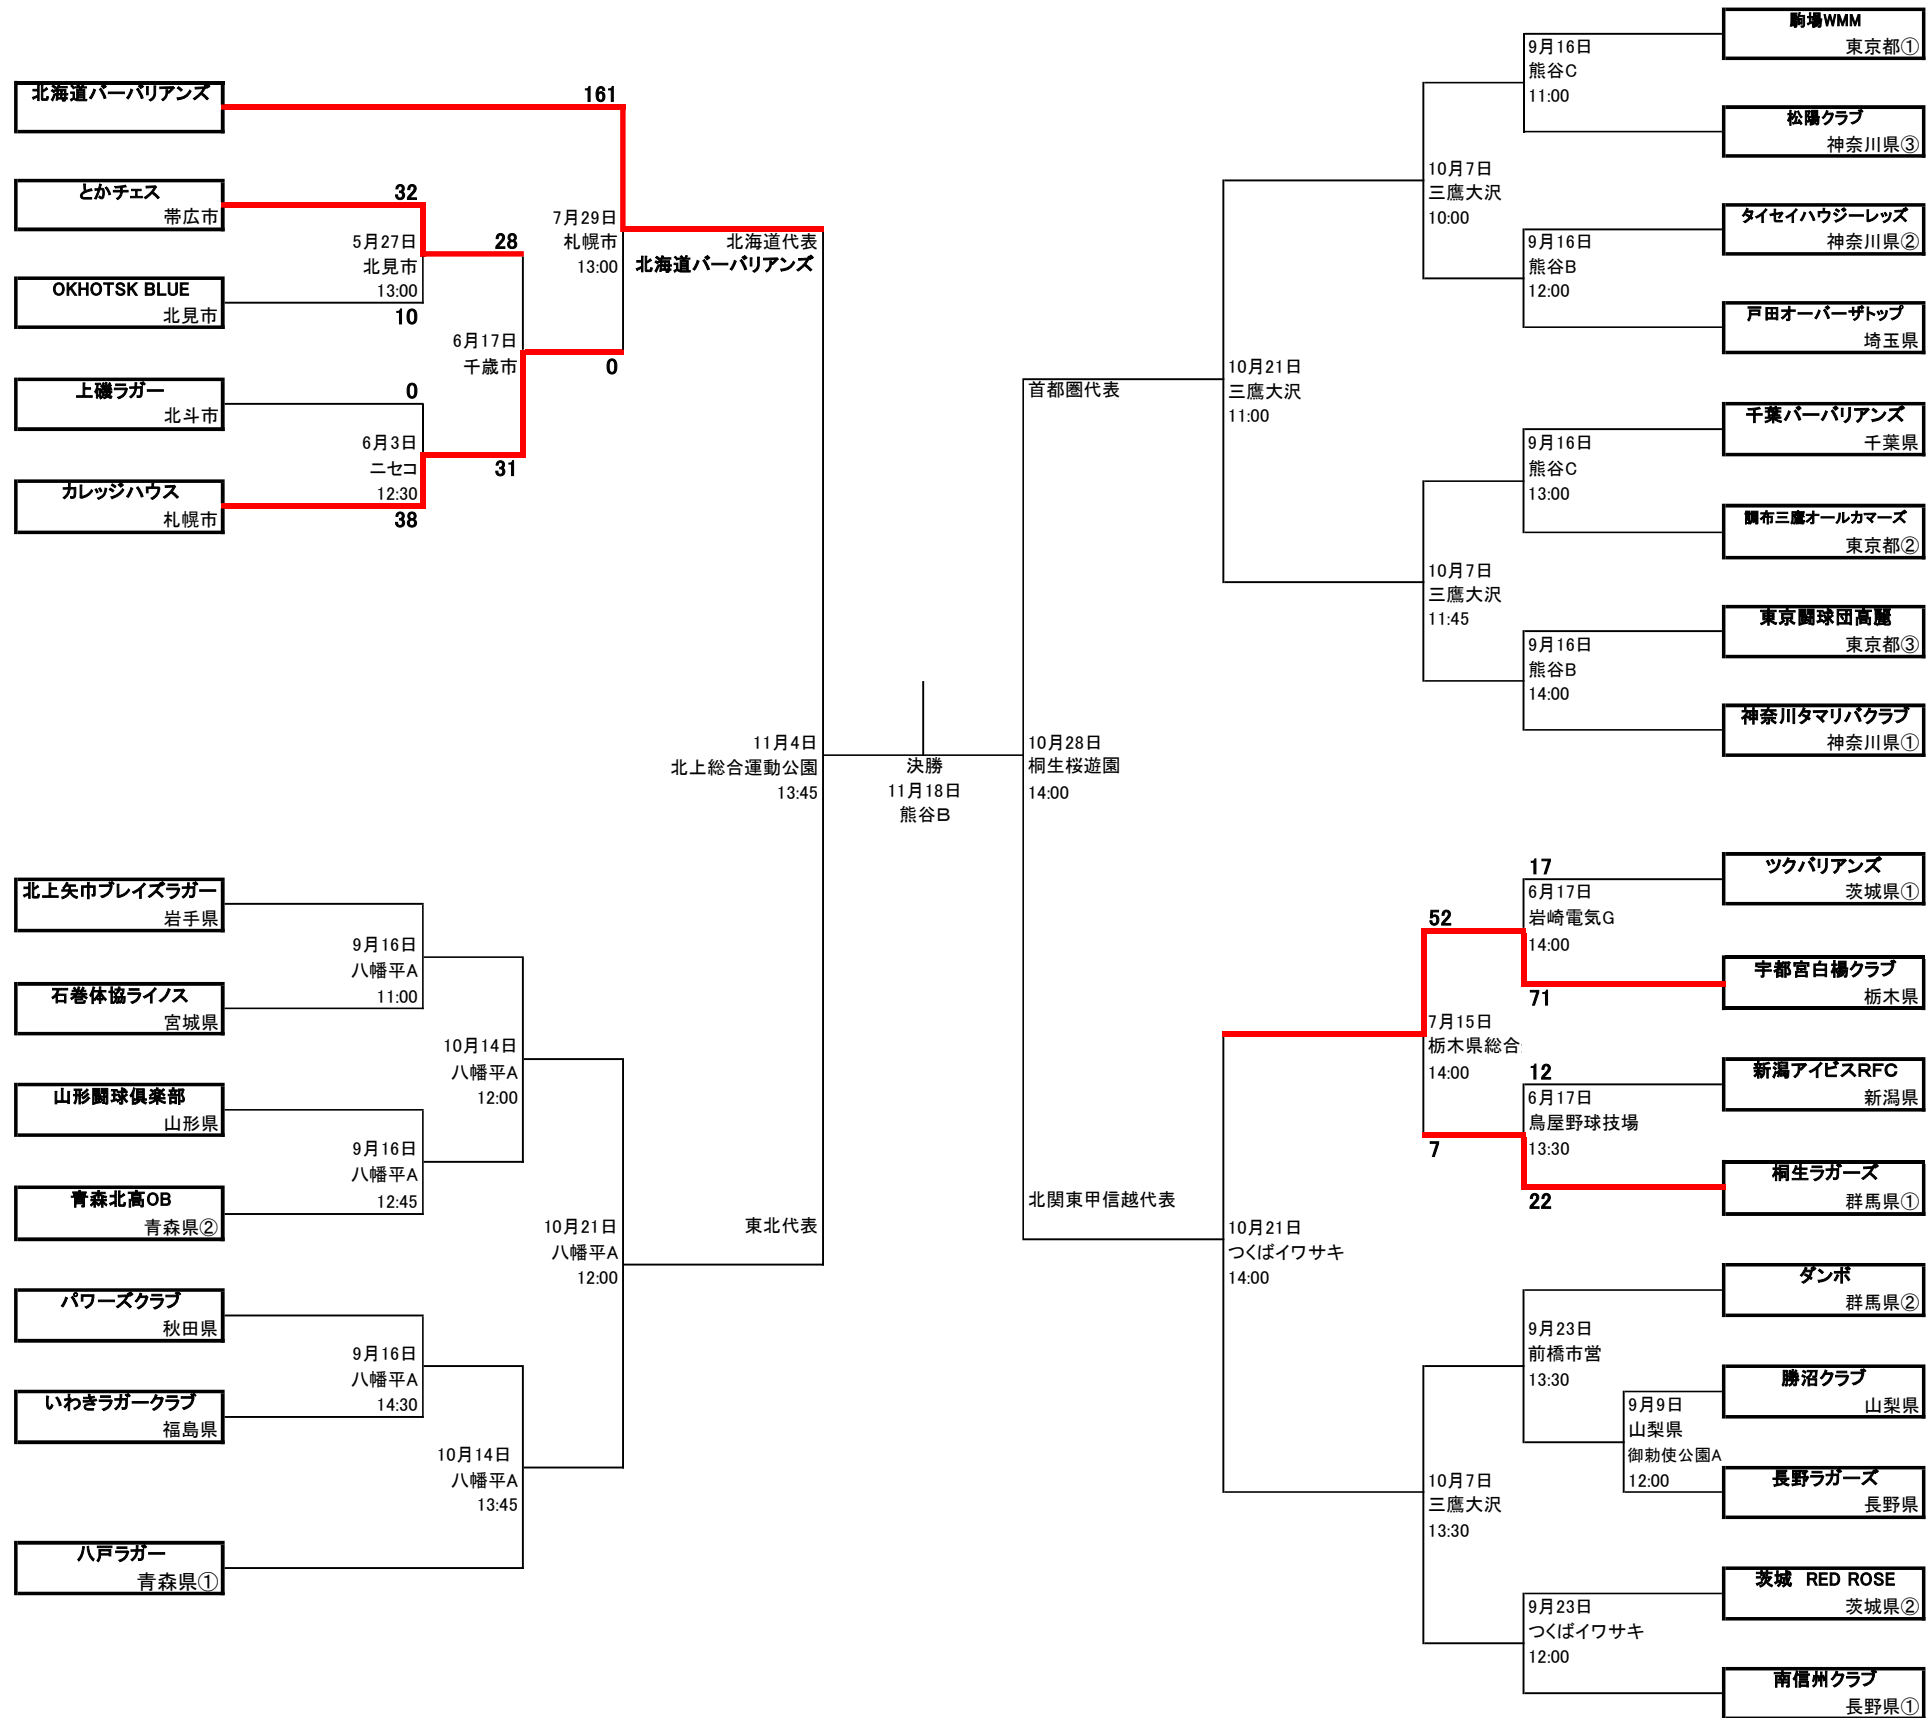 北海道バーバリアンズ
161
とかチェス
帯広市
32
5月27日
北見市
13:00
OKHOTSK BLUE
北見市
10
28
6月17日
千歳市
上磯ラガー
北斗市
0
6月3日
ニセコ
12:30
カレッジハウス
札幌市
38
31
7月29日
札幌市
13:00
0
北海道代表
北海道バーバリアンズ
北上矢巾ブレイズラガー
岩手県
9月16日
八幡平A
11:00
石巻体協ライノス
宮城県
10月14日
八幡平A
12:00
山形闘球倶楽部
山形県
9月16日
八幡平A
12:45
青森北高OB
青森県②
10月21日
八幡平A
12:00
東北代表
パワーズクラブ
秋田県
9月16日
八幡平A
14:30
いわきラガークラブ
福島県
10月14日
八幡平A
13:45
八戸ラガー
青森県①
11月4日
北上総合運動公園
13:45
決勝
11月18日
熊谷B
10月28日
桐生桜遊園
14:00
首都圏代表
10月21日
三鷹大沢
11:00
10月7日
三鷹大沢
10:00
9月16日
熊谷C
11:00
駒場WMM
東京都①
松陽クラブ
神奈川県③
9月16日
熊谷B
12:00
タイセイハウジーレッズ
神奈川県②
戸田オーバーザトップ
埼玉県
10月7日
三鷹大沢
11:45
9月16日
熊谷C
13:00
千葉バーバリアンズ
千葉県
調布三鷹オールカマーズ
東京都②
9月16日
熊谷B
14:00
東京闘球団高麗
東京都③
神奈川タマリバクラブ
神奈川県①
北関東甲信越代表
10月21日
つくばイワサキ
14:00
52
7月15日
栃木県総合
14:00
7
17
6月17日
岩崎電気G
14:00
71
ツクバリアンズ
茨城県①
宇都宮白楊クラブ
栃木県
12
6月17日
鳥屋野球技場
13:30
22
新潟アイビスRFC
新潟県
桐生ラガーズ
群馬県①
10月7日
三鷹大沢
13:30
9月23日
前橋市営
13:30
ダンボ
群馬県②
9月9日
山梨県
御勅使公園A
12:00
勝沼クラブ
山梨県
長野ラガーズ
長野県
9月23日
つくばイワサキ
12:00
茨城　RED ROSE
茨城県②
南信州クラブ
長野県①